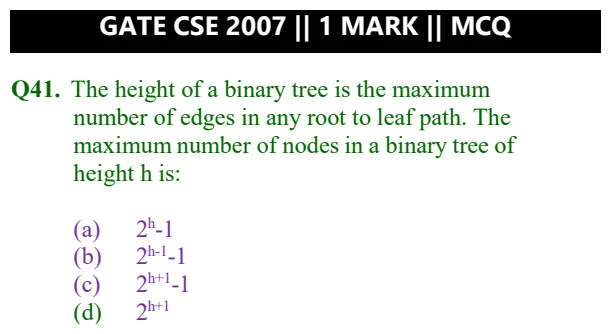 GATE CSE 2007 || 1 MARK || MCQ
Q41. The height of a binary tree is the maximum
number of edges in any root to leaf path. The
maximum number of nodes in a binary tree of
height h is:
(a) 2ʰ-1
(b) 2ʰ⁻¹-1
(c) 2ʰ⁺¹-1
(d) 2ʰ⁺¹